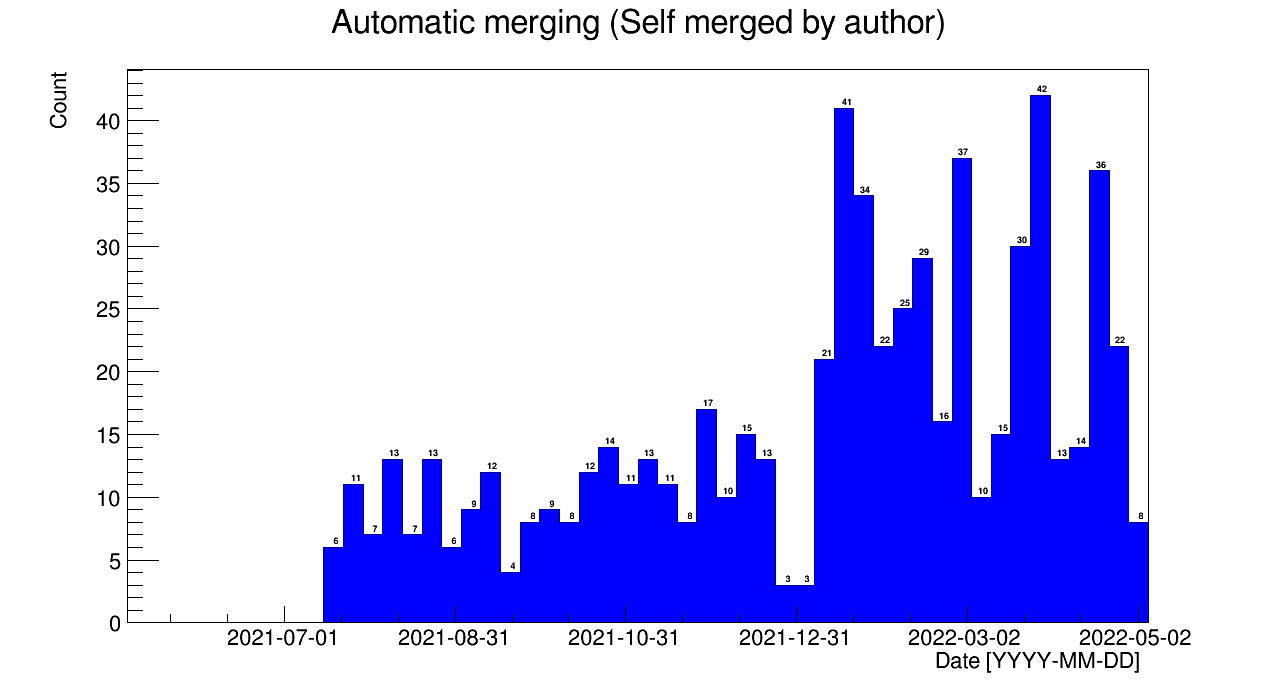 Automatic merging (Self merged by author)
Count
40
35
30
25
20
15
10
5
0
6 11 7 13 7 13 6 9 12 4 8 9 8 12 14 11 13 11 8 17 10 15 13 3 3 21 41 34 22 25 29 16 37 10 15 30 42 13 14 36 22 8
2021-07-01 2021-08-31 2021-10-31 2021-12-31 2022-03-02 2022-05-02
Date [YYYY-MM-DD]